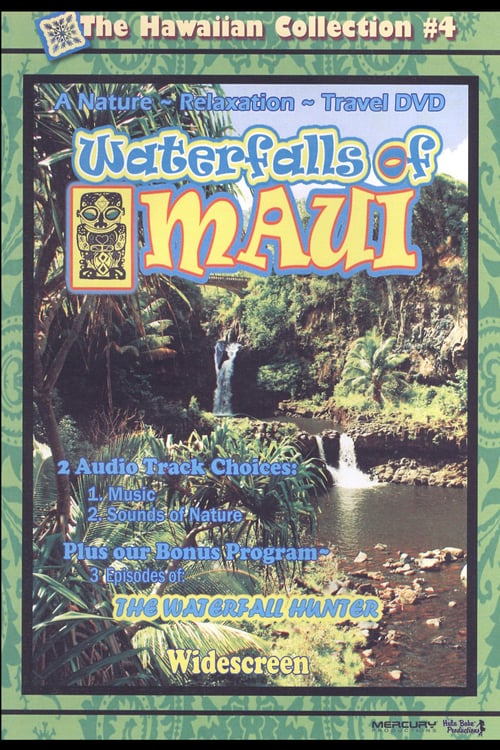 The Hawaiian Collection #4
A Nature ~ Relaxation ~ Travel DVD
Waterfalls of
MAUI
2 Audio Track Choices:
1. Music
2. Sounds of Nature
Plus our Bonus Program~
3 Episodes of:
THE WATERFALL HUNTER
Widescreen
MERCURY Hula Babe
PRODUCTIONS Productions